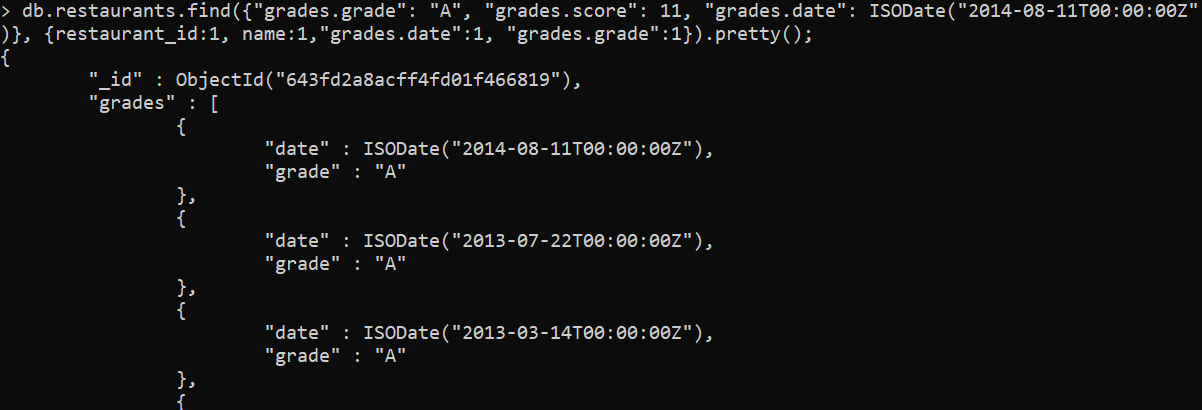 > db.restaurants.find({"grades.grade": "A", "grades.score": 11, "grades.date": ISODate("2014-08-11T00:00:00Z"
)}, {restaurant_id:1, name:1,"grades.date":1, "grades.grade":1}).pretty();
{
        "_id" : ObjectId("643fd2a8acff4fd01f466819"),
        "grades" : [
                {
                        "date" : ISODate("2014-08-11T00:00:00Z"),
                        "grade" : "A"
                },
                {
                        "date" : ISODate("2013-07-22T00:00:00Z"),
                        "grade" : "A"
                },
                {
                        "date" : ISODate("2013-03-14T00:00:00Z"),
                        "grade" : "A"
                },
                {